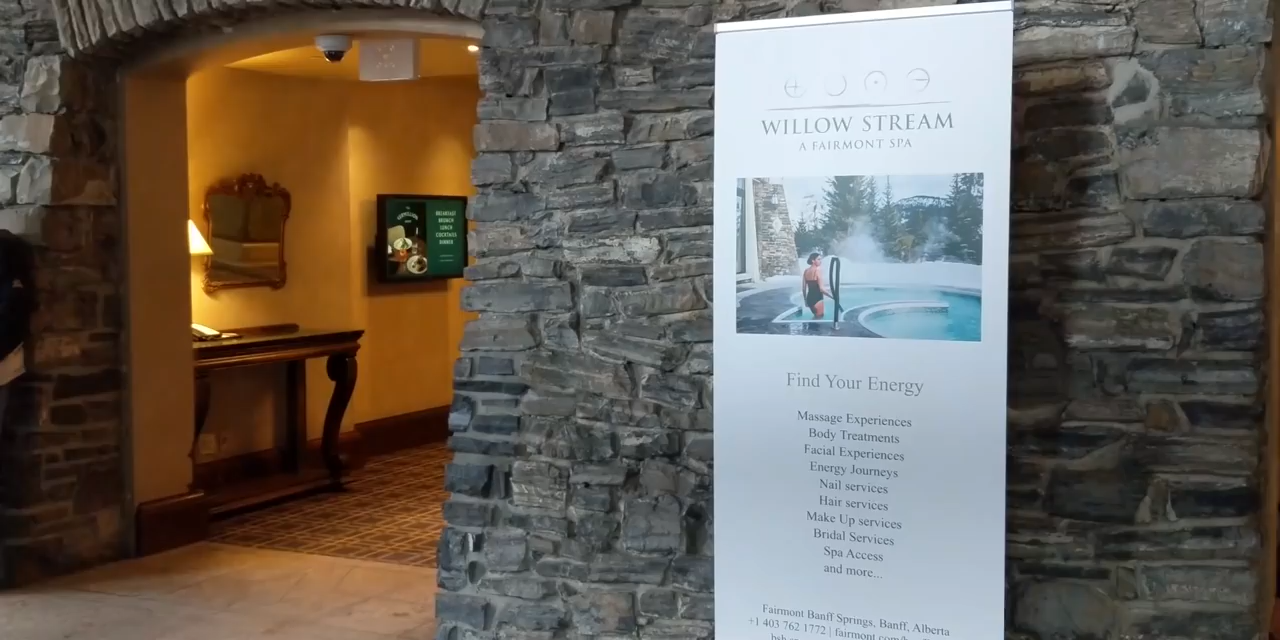 WILLOW STREAM
A FAIRMONT SPA
Find Your Energy
Massage Experiences
Body Treatments
Facial Experiences
Energy Journeys
Nail services
Hair services
Make Up services
Bridal Services
Spa Access
and more...
Fairmont Banff Springs, Banff, Alberta
+1 403 762 1772 | fairmont.com/
BREAKFAST
BRUNCH
LUNCH
COCKTAILS
DINNER